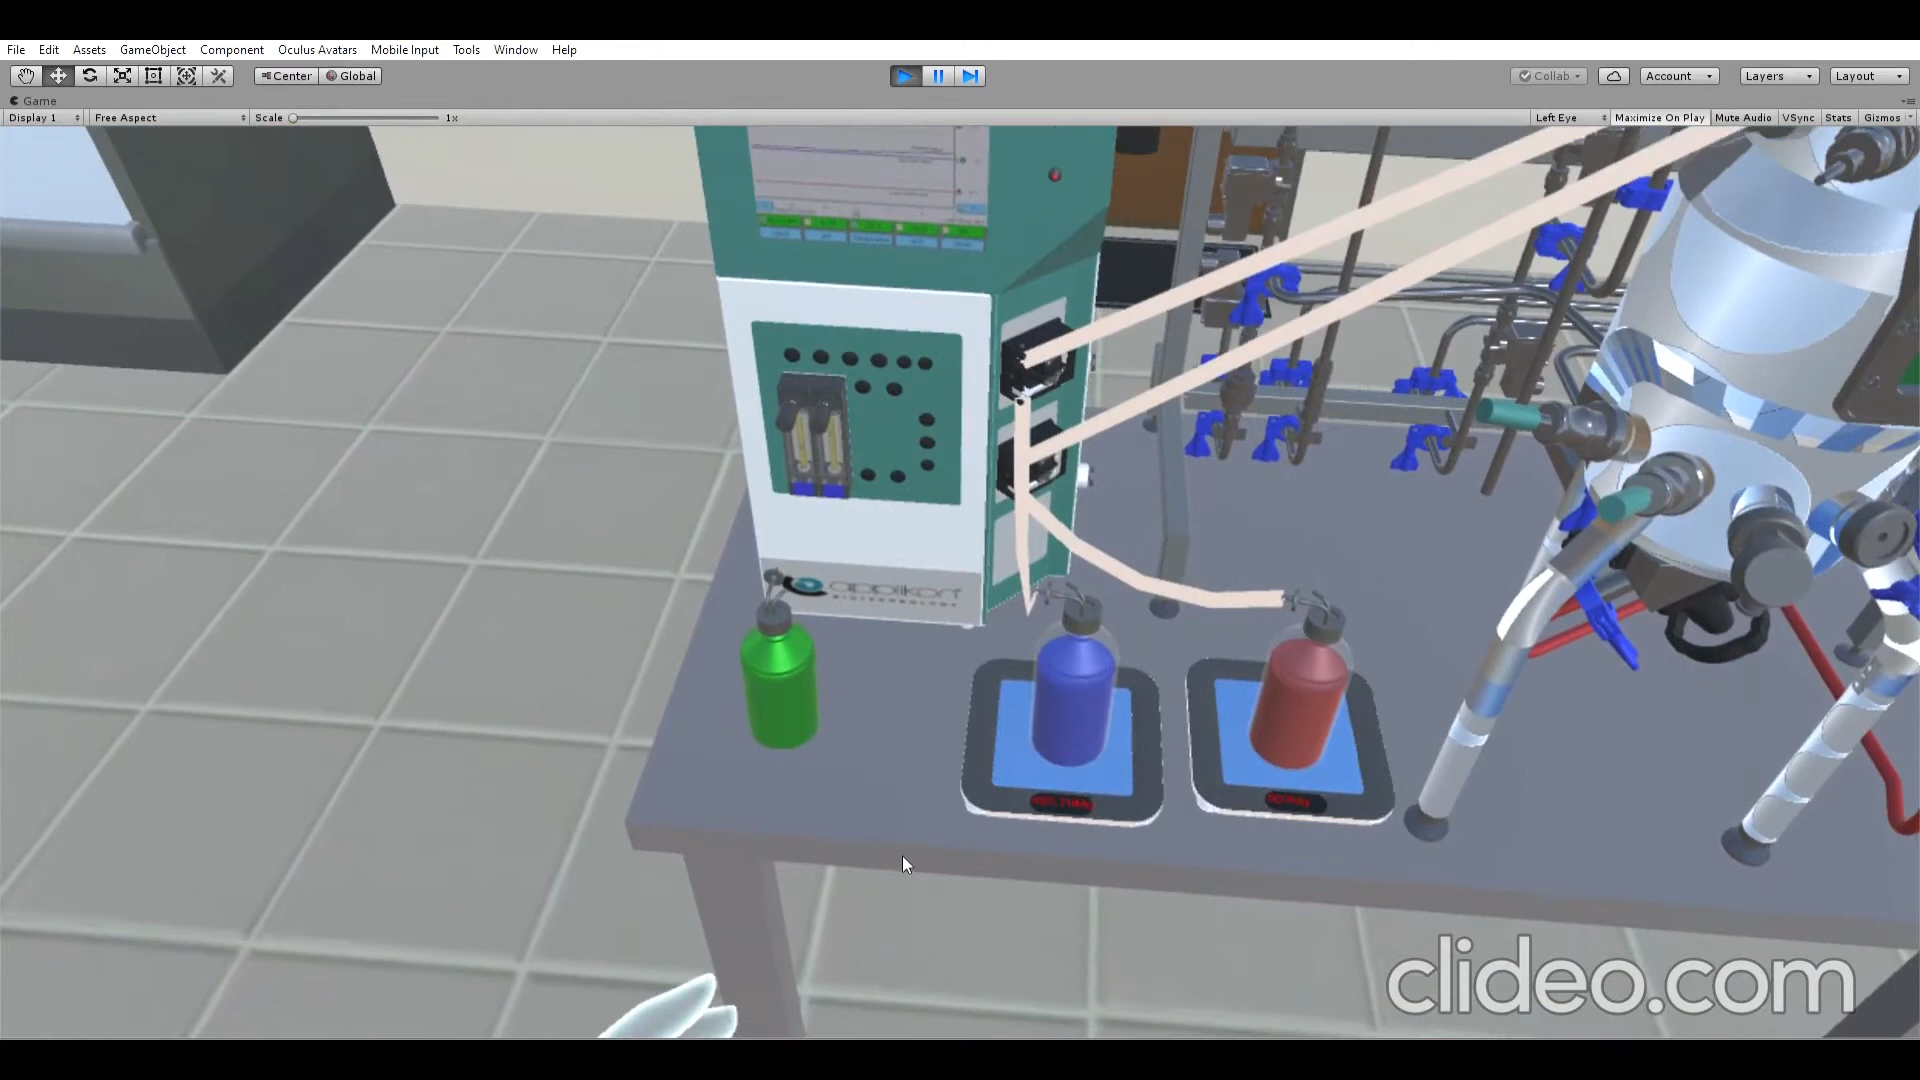 File Edit Assets GameObject Component Oculus Avatars Mobile Input Tools Window Help
Center Global Collab Account Layers Layout
Game
Display 1 Free Aspect Scale 1x Left Eye Maximize On Play Mute Audio VSync Stats Gizmos
applikon
BIOTECHNOLOGY
clideo.com